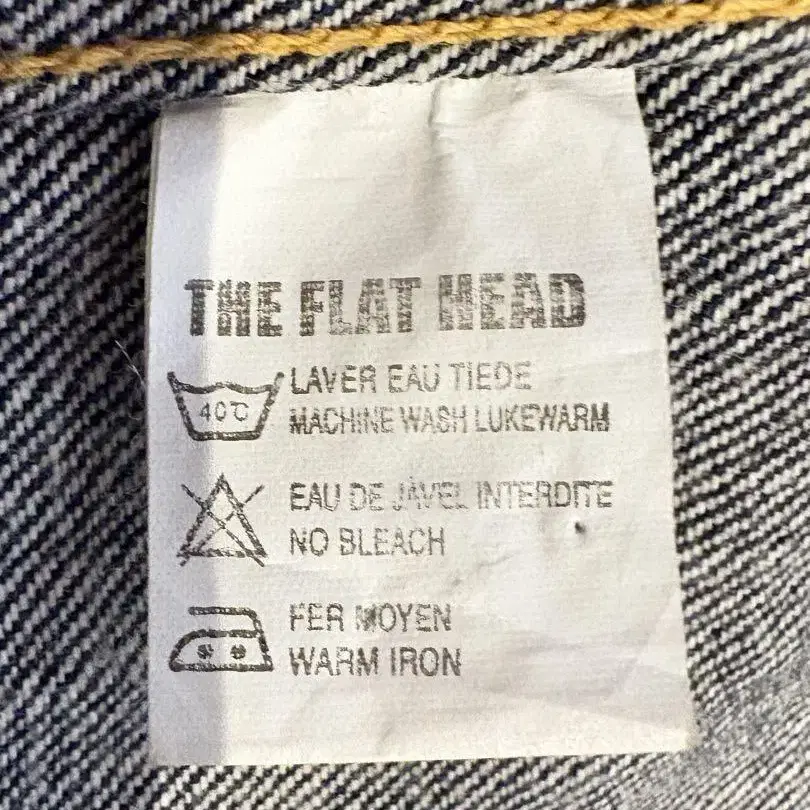 THE FLAT HEAD
LAVER EAU TIEDE
40℃
MACHINE WASH LUKEWARM
EAU DE JAVEL INTERDITE
NO BLEACH
FER MOYEN
WARM IRON